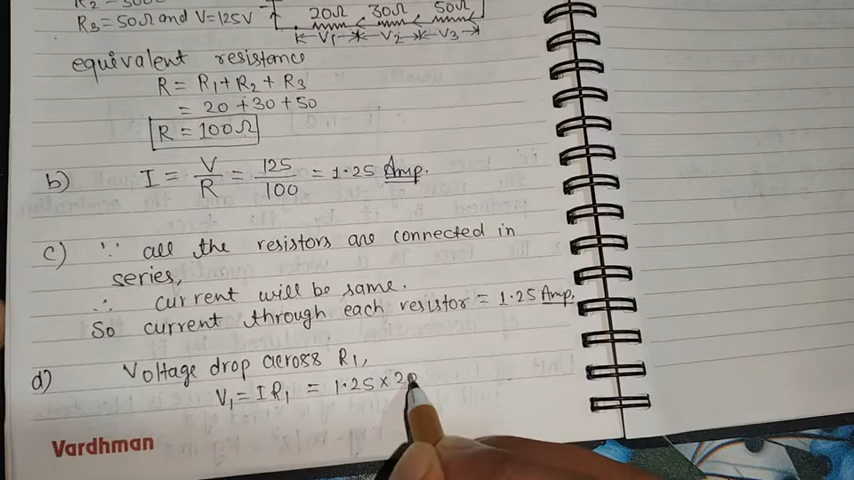 R3 = 50Ω and V = 125V
20Ω 30Ω 50Ω
V1 V2 V3
equivalent resistance
R = R1 + R2 + R3
= 20 + 30 + 50
R = 100Ω
b) I = V/R = 125/100 = 1.25 Amp.
c) ∵ all the resistors are connected in
series,
∴ current will be same.
So current through each resistor = 1.25 Amp.
d) Voltage drop across R1,
V1 = IR1 = 1.25 × 20
Vardhman